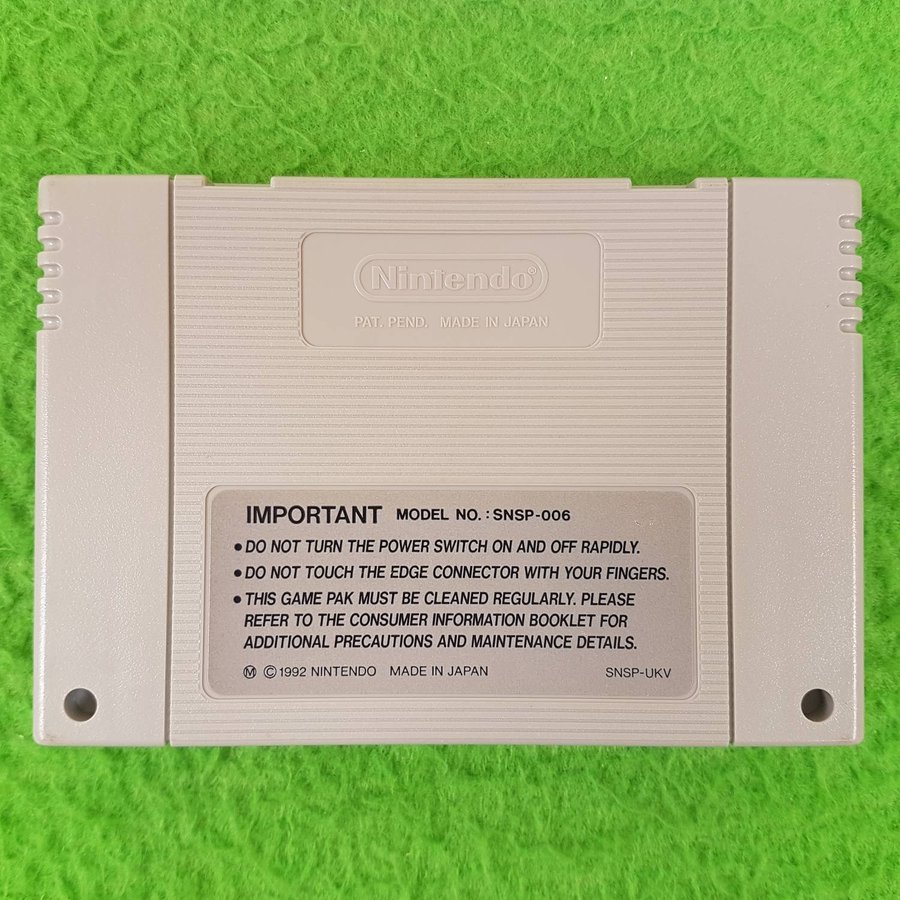 Nintendo®
PAT. PEND. MADE IN JAPAN
IMPORTANT MODEL NO. : SNSP-006
• DO NOT TURN THE POWER SWITCH ON AND OFF RAPIDLY.
• DO NOT TOUCH THE EDGE CONNECTOR WITH YOUR FINGERS.
• THIS GAME PAK MUST BE CLEANED REGULARLY. PLEASE
REFER TO THE CONSUMER INFORMATION BOOKLET FOR
ADDITIONAL PRECAUTIONS AND MAINTENANCE DETAILS.
Ⓜ © 1992 NINTENDO MADE IN JAPAN SNSP-UKV